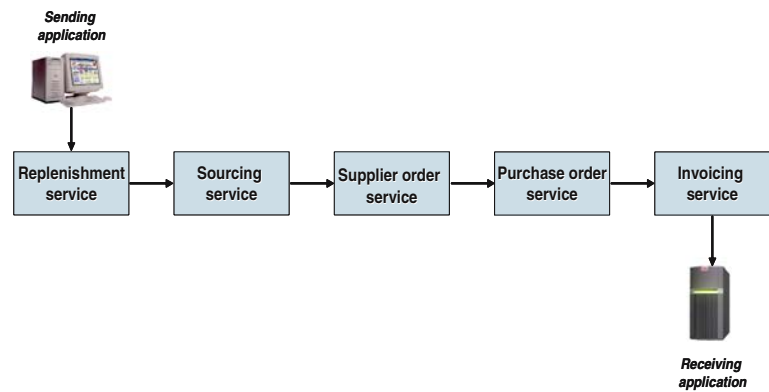 Sending
application
Replenishment
service
Sourcing
service
Supplier order
service
Purchase order
service
Invoicing
service
Receiving
application